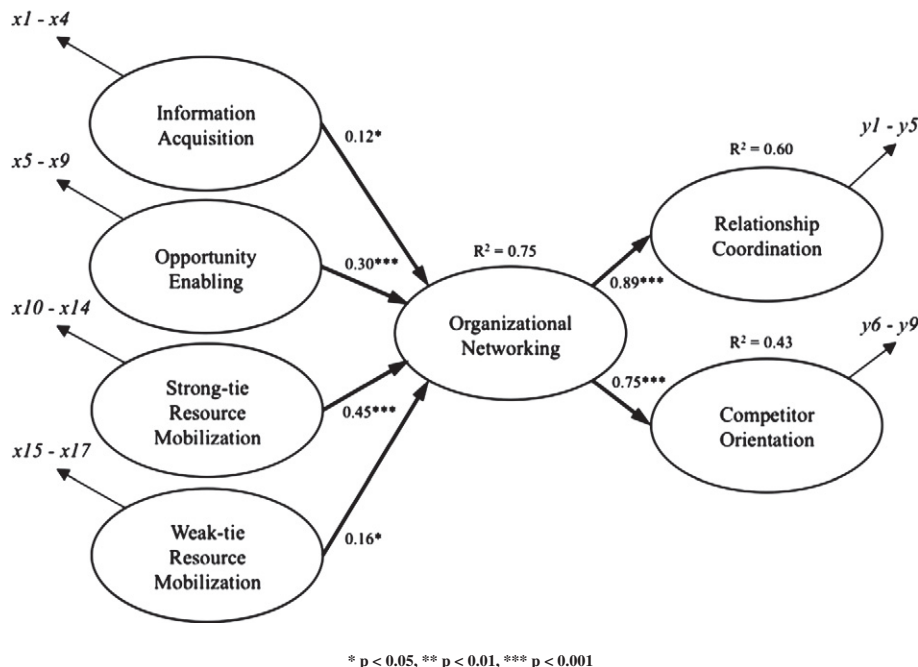 x1 - x4
Information
Acquisition
0.12*
x5 - x9
Opportunity
Enabling
0.30***
x10 - x14
Strong-tie
Resource
Mobilization
0.45***
x15 - x17
Weak-tie
Resource
Mobilization
0.16*
R² = 0.75
Organizational
Networking
y1 - y5
R² = 0.60
Relationship
Coordination
0.89***
y6 - y9
R² = 0.43
0.75***
Competitor
Orientation
* p < 0.05, ** p < 0.01, *** p < 0.001